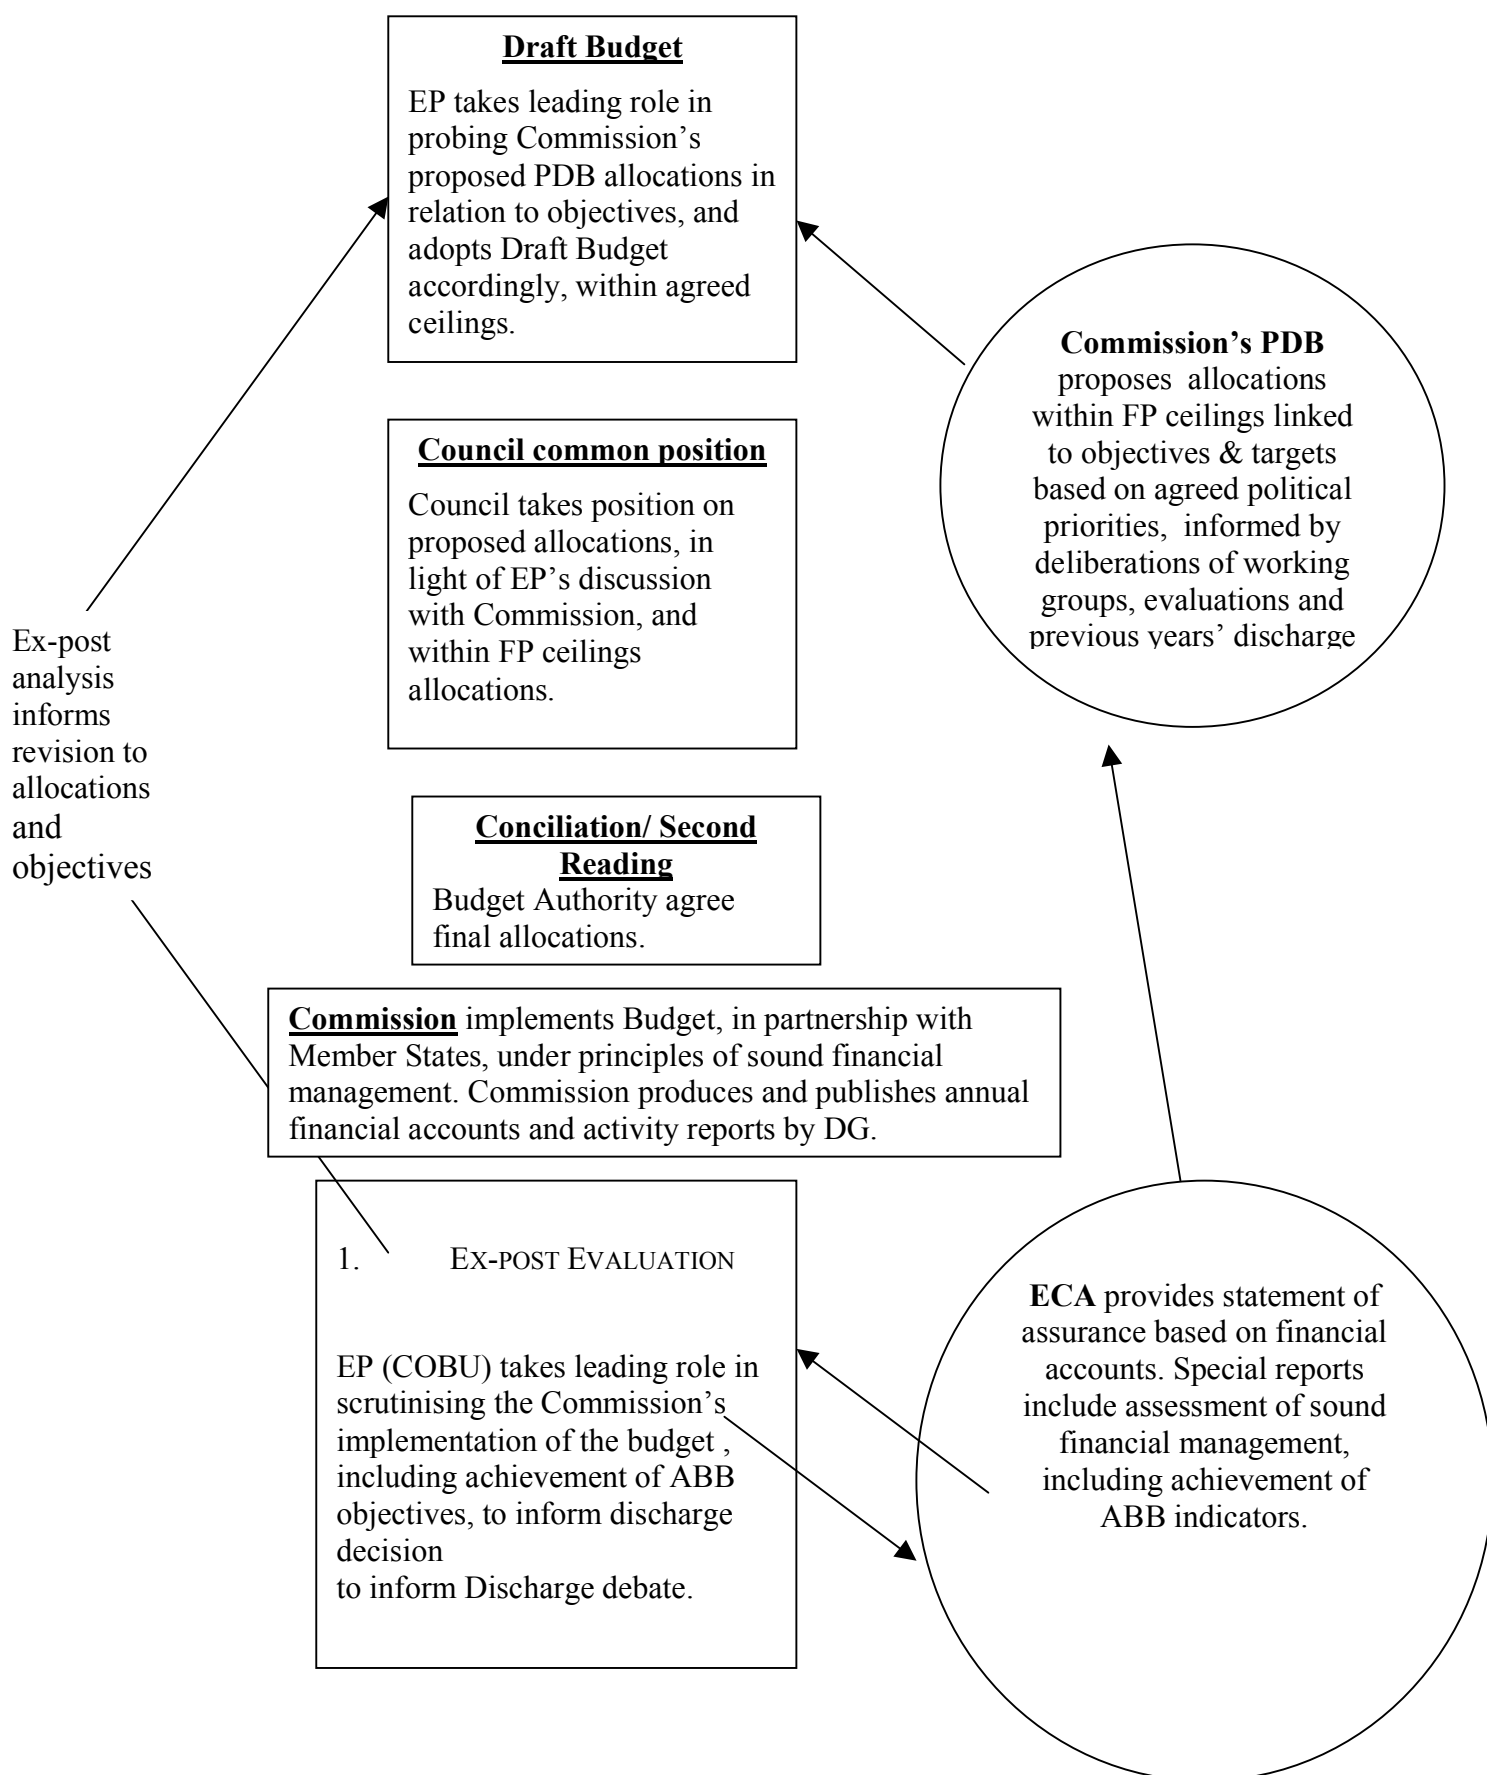 Draft Budget
EP takes leading role in
probing Commission’s
proposed PDB allocations in
relation to objectives, and
adopts Draft Budget
accordingly, within agreed
ceilings.
Commission’s PDB
proposes allocations
within FP ceilings linked
to objectives & targets
based on agreed political
priorities, informed by
deliberations of working
groups, evaluations and
previous years’ discharge
Council common position
Council takes position on
proposed allocations, in
light of EP’s discussion
with Commission, and
within FP ceilings
allocations.
Ex-post
analysis
informs
revision to
allocations
and
objectives
Conciliation/ Second
Reading
Budget Authority agree
final allocations.
Commission implements Budget, in partnership with
Member States, under principles of sound financial
management. Commission produces and publishes annual
financial accounts and activity reports by DG.
1. EX-POST EVALUATION
EP (COBU) takes leading role in
scrutinising the Commission’s
implementation of the budget ,
including achievement of ABB
objectives, to inform discharge
decision
to inform Discharge debate.
ECA provides statement of
assurance based on financial
accounts. Special reports
include assessment of sound
financial management,
including achievement of
ABB indicators.